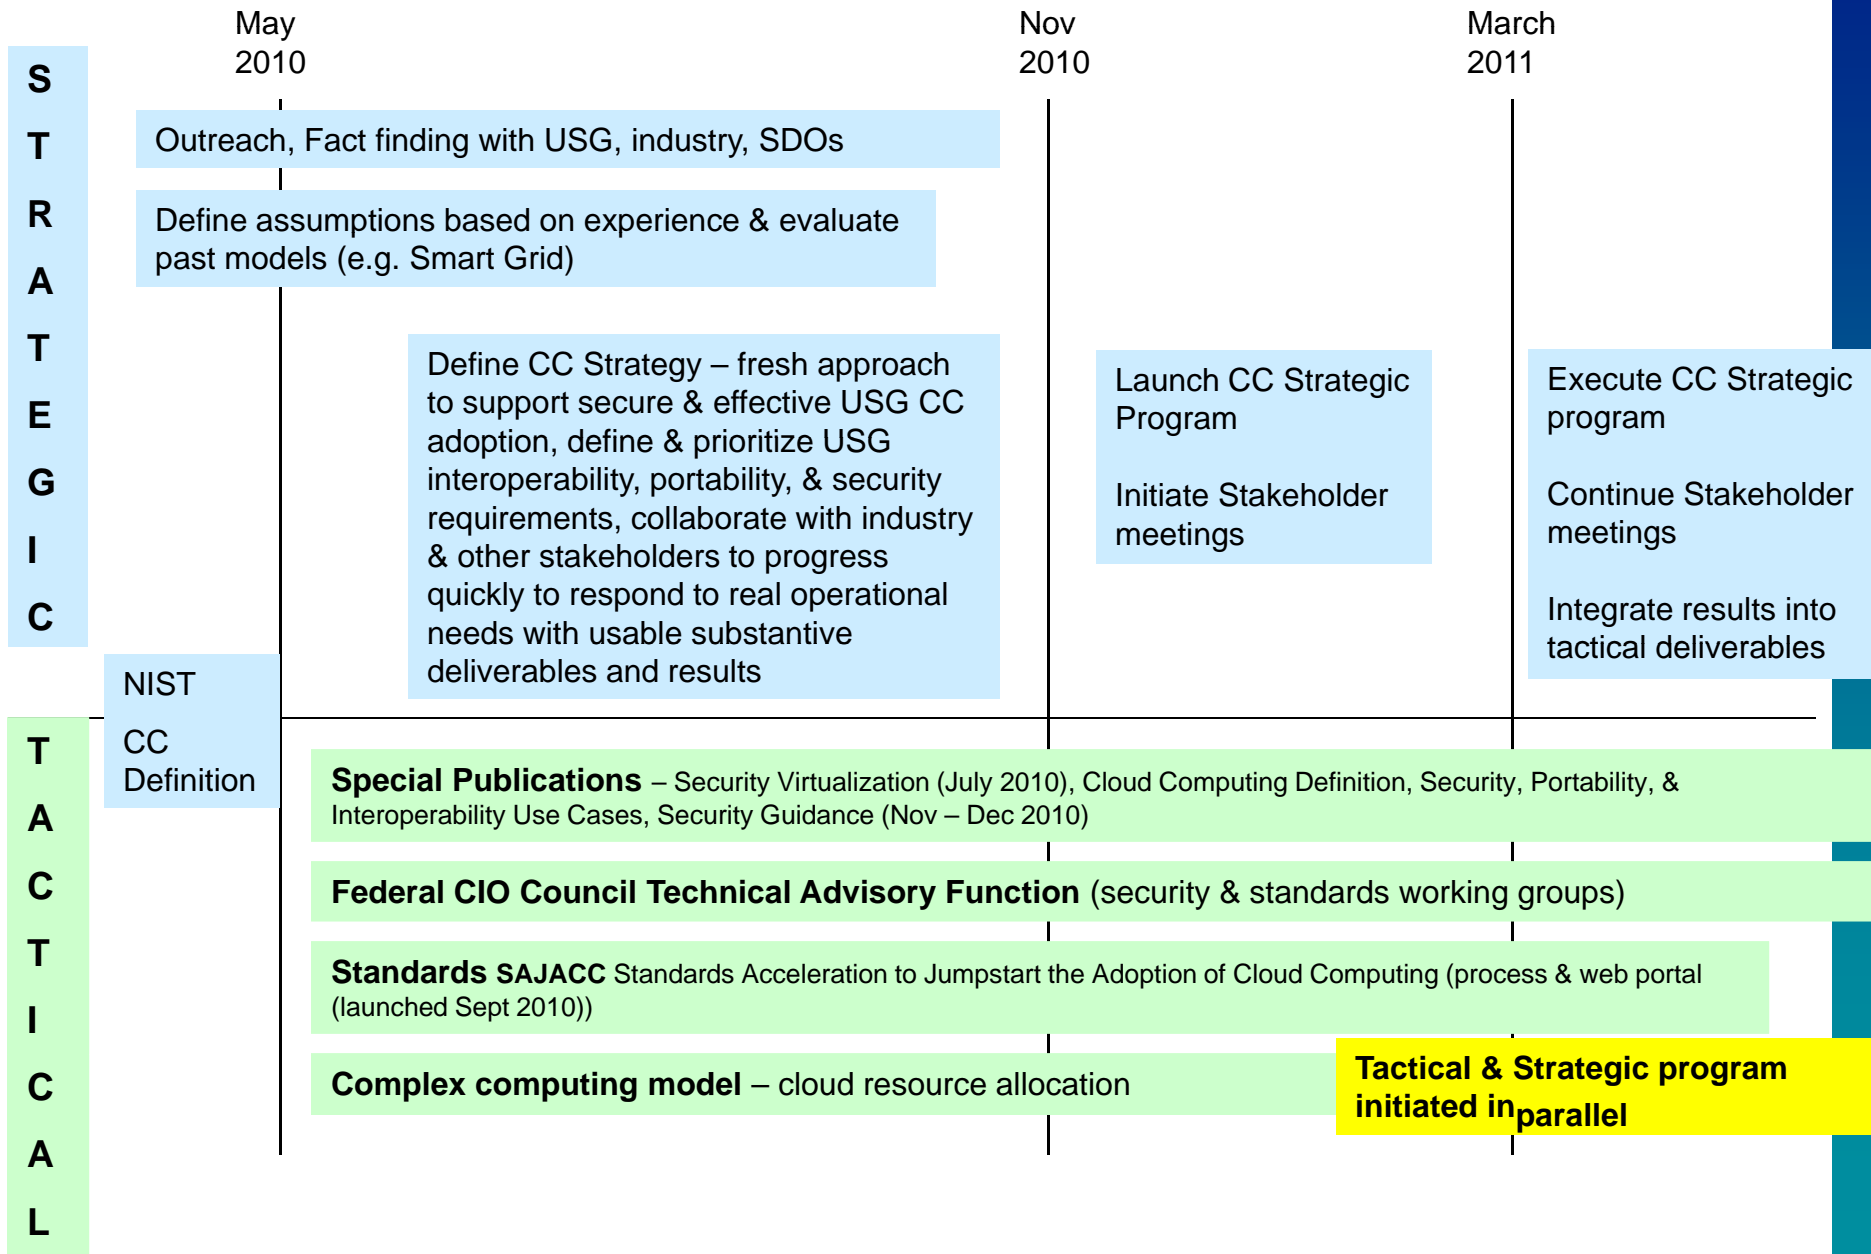 May
2010
Nov
2010
March
2011
S
T
R
A
T
E
G
I
C
Outreach, Fact finding with USG, industry, SDOs
Define assumptions based on experience & evaluate
past models (e.g. Smart Grid)
Define CC Strategy – fresh approach
to support secure & effective USG CC
adoption, define & prioritize USG
interoperability, portability, & security
requirements, collaborate with industry
& other stakeholders to progress
quickly to respond to real operational
needs with usable substantive
deliverables and results
Launch CC Strategic
Program
Initiate Stakeholder
meetings
Execute CC Strategic
program
Continue Stakeholder
meetings
Integrate results into
tactical deliverables
NIST
CC
Definition
T
A
C
T
I
C
A
L
Special Publications – Security Virtualization (July 2010), Cloud Computing Definition, Security, Portability, &
Interoperability Use Cases, Security Guidance (Nov – Dec 2010)
Federal CIO Council Technical Advisory Function (security & standards working groups)
Standards SAJACC Standards Acceleration to Jumpstart the Adoption of Cloud Computing (process & web portal
(launched Sept 2010))
Complex computing model – cloud resource allocation
Tactical & Strategic program
initiated in parallel